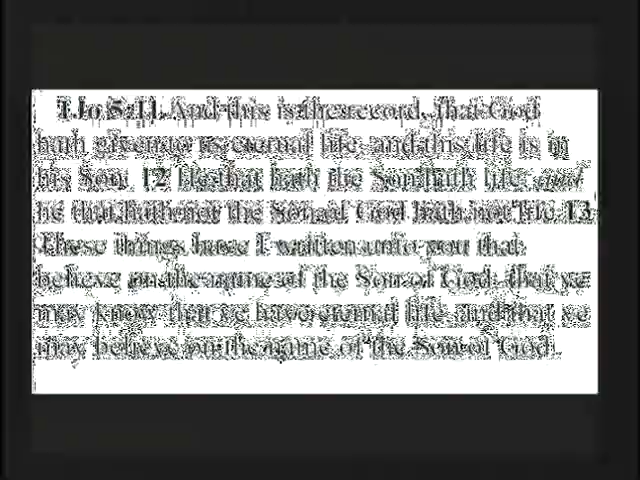 1 Jo 5:11 And this is the record, that God
hath given to us eternal life, and this life is in
his Son. 12 He that hath the Son hath life; and
he that hath not the Son of God hath not life. 13
These things have I written unto you that
believe on the name of the Son of God; that ye
may know that ye have eternal life, and that ye
may believe on the name of the Son of God.